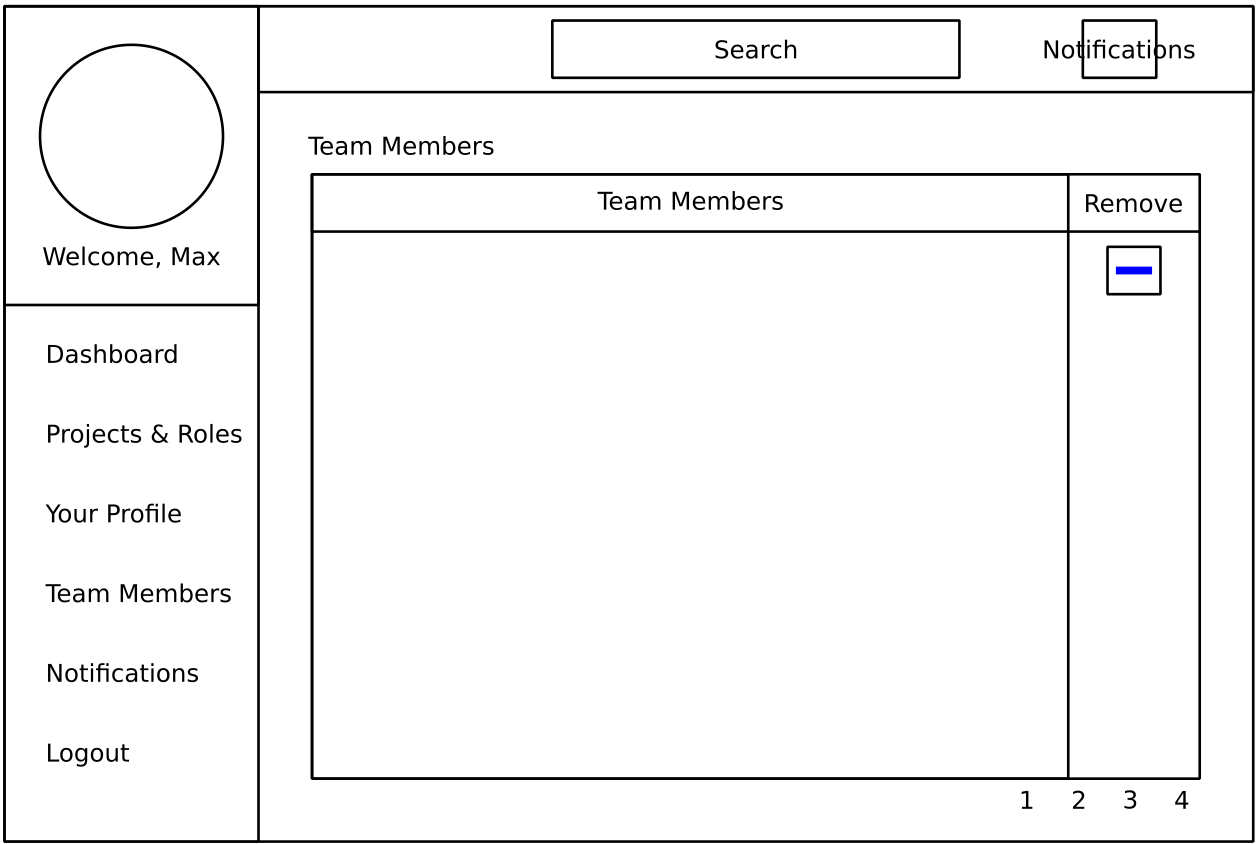 Search
Notifications
Welcome, Max
Dashboard
Projects & Roles
Your Profile
Team Members
Notifications
Logout
Team Members
Team Members
Remove
1 2 3 4